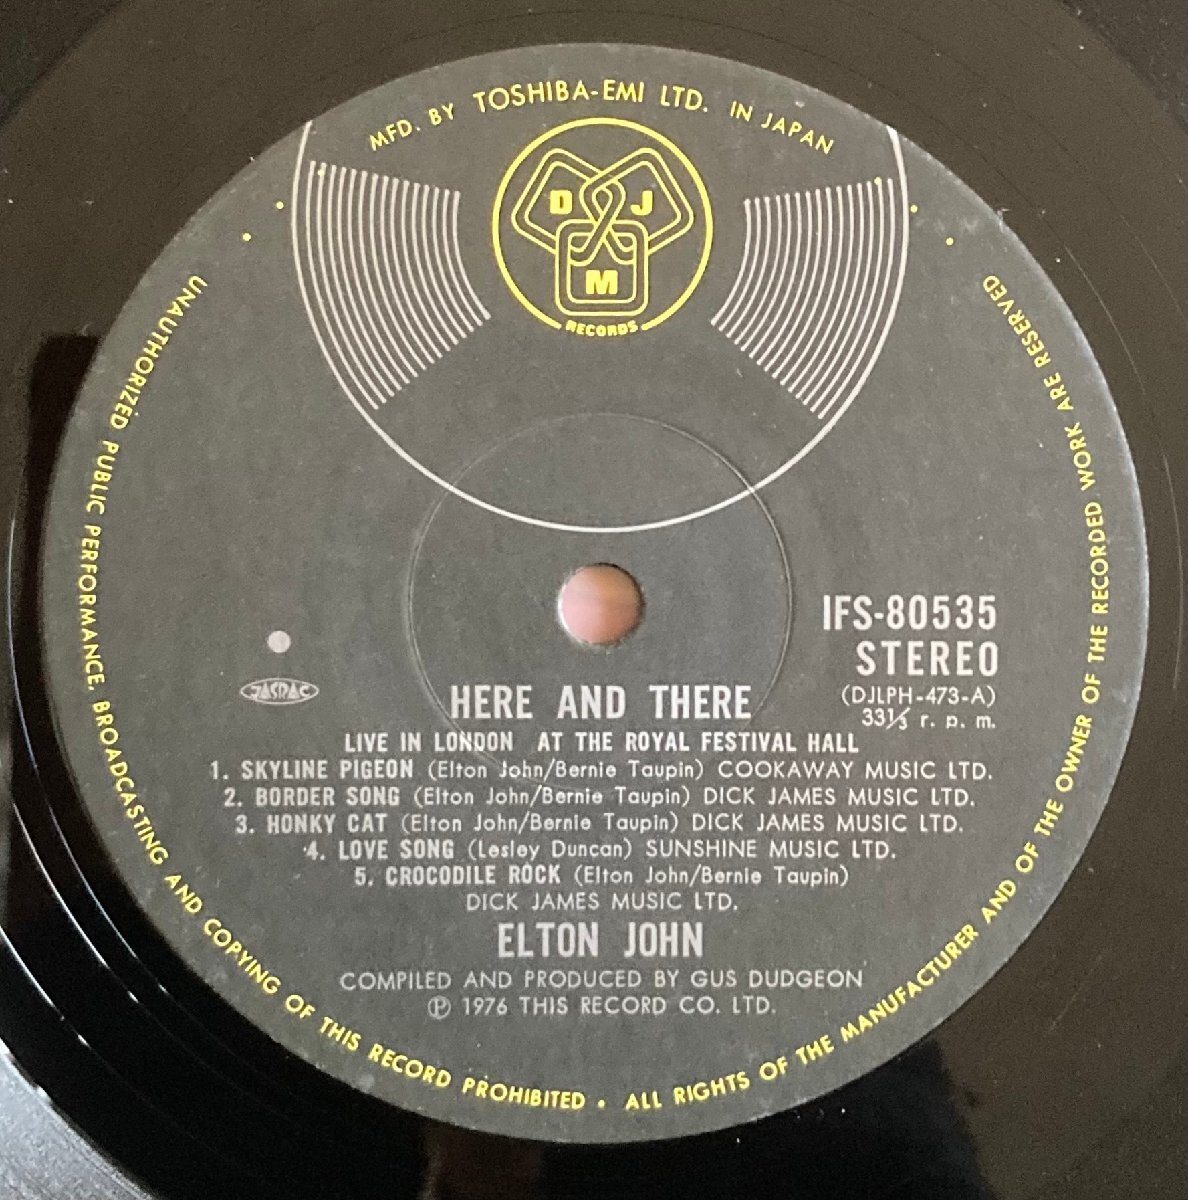 MFD. BY TOSHIBA-EMI LTD. IN JAPAN
D J
M
RECORDS
UNAUTHORIZED PUBLIC PERFORMANCE, BROADCASTING AND COPYING OF THIS RECORD PROHIBITED • ALL RIGHTS OF THE MANUFACTURER AND OF THE OWNER OF THE RECORDED WORK ARE RESERVED
IFS-80535
STEREO
(DJLPH-473-A)
33⅓ r. p. m.
JASRAC
HERE AND THERE
LIVE IN LONDON AT THE ROYAL FESTIVAL HALL
1. SKYLINE PIGEON (Elton John/Bernie Taupin) COOKAWAY MUSIC LTD.
2. BORDER SONG (Elton John/Bernie Taupin) DICK JAMES MUSIC LTD.
3. HONKY CAT (Elton John/Bernie Taupin) DICK JAMES MUSIC LTD.
4. LOVE SONG (Lesley Duncan) SUNSHINE MUSIC LTD.
5. CROCODILE ROCK (Elton John/Bernie Taupin)
DICK JAMES MUSIC LTD.
ELTON JOHN
COMPILED AND PRODUCED BY GUS DUDGEON
℗ 1976 THIS RECORD CO. LTD.